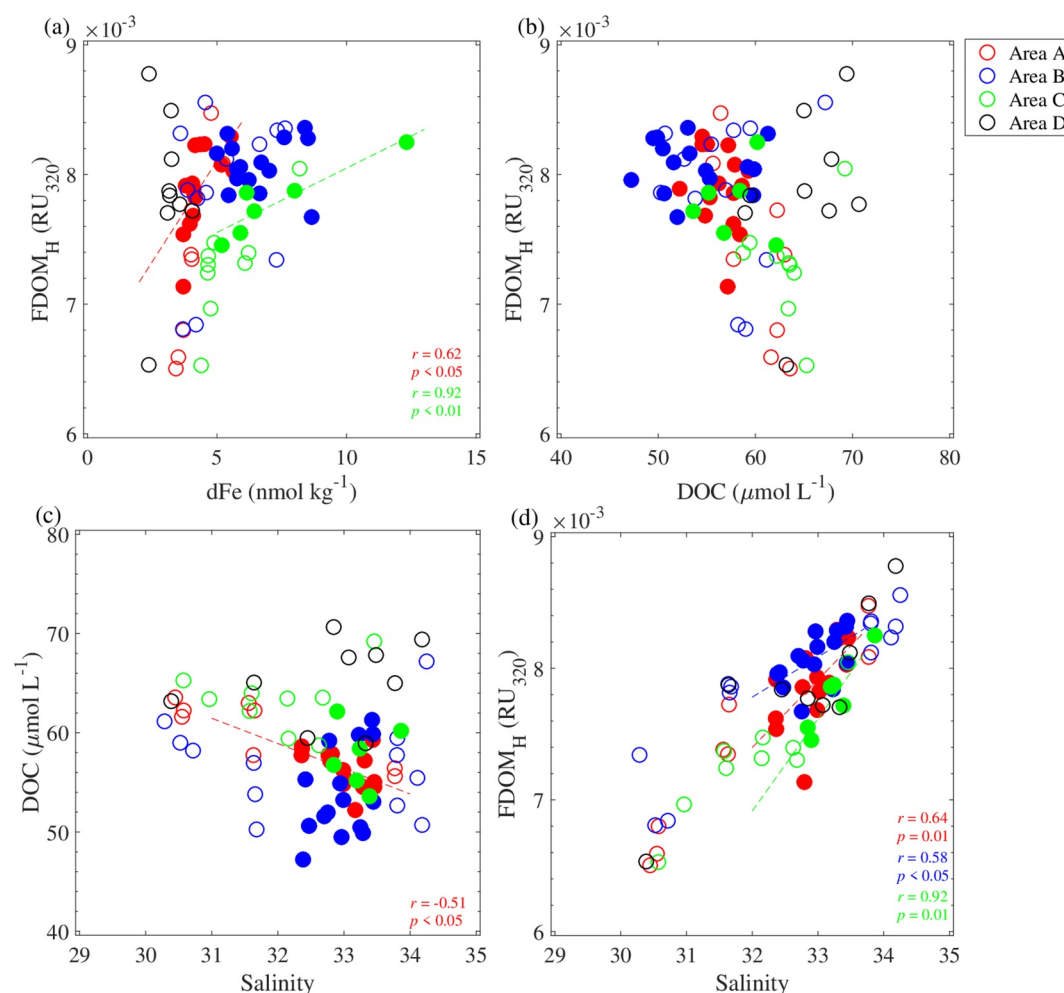 (a)
×10⁻³
9
8
7
6
FDOM_H (RU_320)
0 5 10 15
dFe (nmol kg⁻¹)
r = 0.62
p < 0.05
r = 0.92
p < 0.01
(b)
×10⁻³
9
8
7
6
FDOM_H (RU_320)
40 50 60 70 80
DOC (µmol L⁻¹)
Area A
Area B
Area C
Area D
(c)
80
70
60
50
40
DOC (µmol L⁻¹)
29 30 31 32 33 34 35
Salinity
r = -0.51
p < 0.05
(d)
×10⁻³
9
8
7
6
FDOM_H (RU_320)
29 30 31 32 33 34 35
Salinity
r = 0.64
p = 0.01
r = 0.58
p < 0.05
r = 0.92
p = 0.01